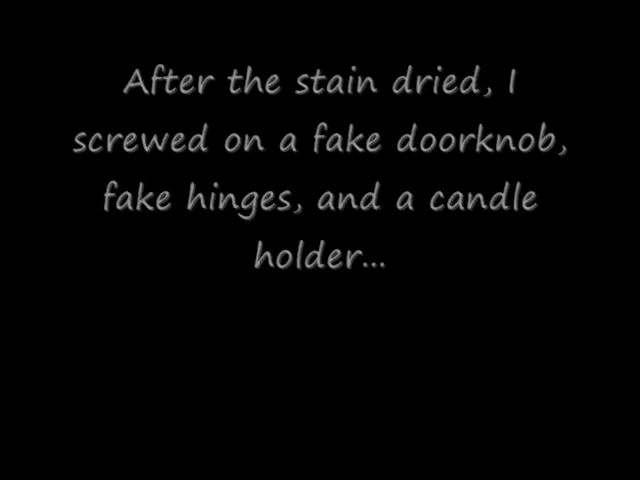 After the stain dried, I
screwed on a fake doorknob,
fake hinges, and a candle
holder...